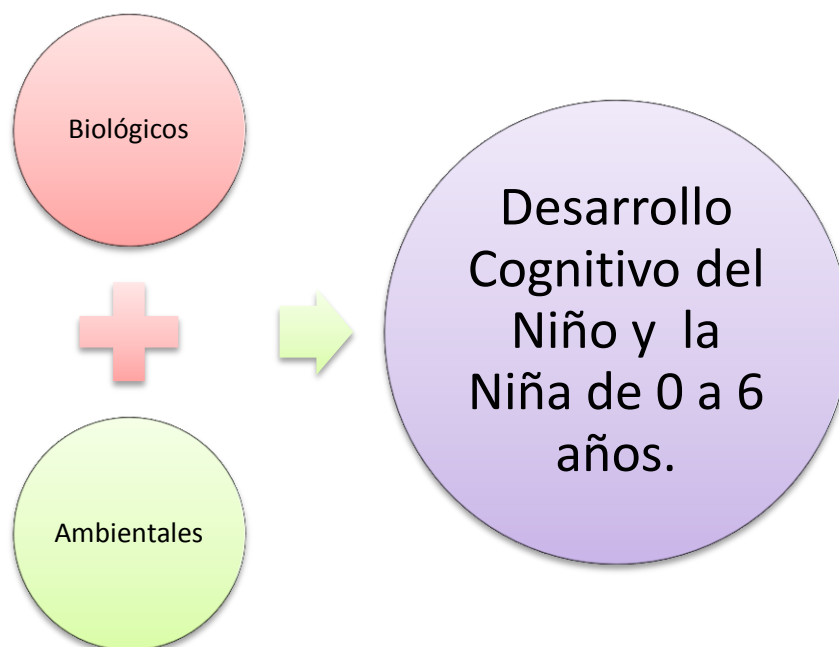 Biológicos
Desarrollo
Cognitivo del
Niño y la
Niña de 0 a 6
años.
Ambientales